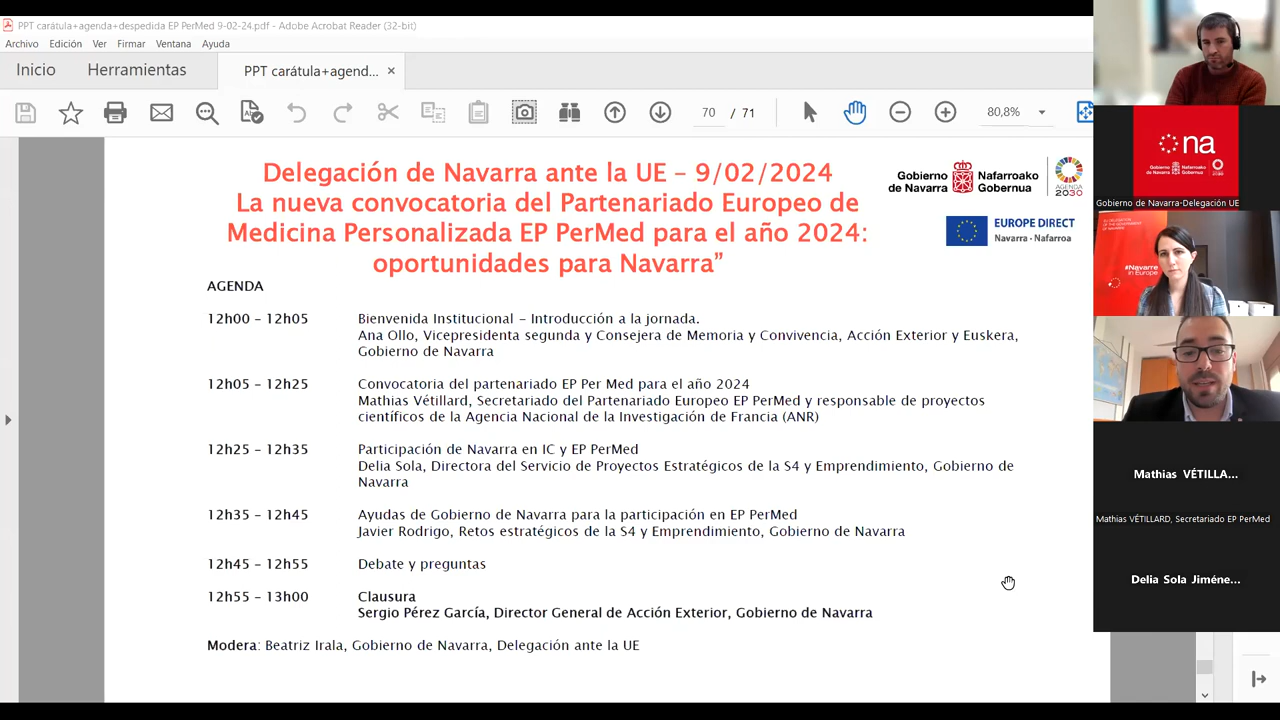 PPT carátula+agenda+despedida EP PerMed 9-02-24.pdf - Adobe Acrobat Reader (32-bit)
Archivo Edición Ver Firmar Ventana Ayuda
Inicio Herramientas PPT carátula+agend... ×
70 / 71 80,8%
Delegación de Navarra ante la UE – 9/02/2024
La nueva convocatoria del Partenariado Europeo de
Medicina Personalizada EP PerMed para el año 2024:
oportunidades para Navarra”
Gobierno de Navarra
Nafarroako Gobernua
AGENDA 2030
EUROPE DIRECT
Navarra - Nafarroa
AGENDA
12h00 – 12h05 Bienvenida Institucional – Introducción a la jornada.
Ana Ollo, Vicepresidenta segunda y Consejera de Memoria y Convivencia, Acción Exterior y Euskera,
Gobierno de Navarra
12h05 – 12h25 Convocatoria del partenariado EP Per Med para el año 2024
Mathias Vétillard, Secretariado del Partenariado Europeo EP PerMed y responsable de proyectos
científicos de la Agencia Nacional de la Investigación de Francia (ANR)
12h25 – 12h35 Participación de Navarra en IC y EP PerMed
Delia Sola, Directora del Servicio de Proyectos Estratégicos de la S4 y Emprendimiento, Gobierno de
Navarra
12h35 – 12h45 Ayudas de Gobierno de Navarra para la participación en EP PerMed
Javier Rodrigo, Retos estratégicos de la S4 y Emprendimiento, Gobierno de Navarra
12h45 – 12h55 Debate y preguntas
12h55 – 13h00 Clausura
Sergio Pérez García, Director General de Acción Exterior, Gobierno de Navarra
Modera: Beatriz Irala, Gobierno de Navarra, Delegación ante la UE
na
Gobierno de Navarra
Nafarroako Gobernua
Gobierno de Navarra-Delegación UE
#Navarre
in Europe
Mathias VÉTILLA...
Mathias VÉTILLARD, Secretariado EP PerMed
Delia Sola Jiméne...